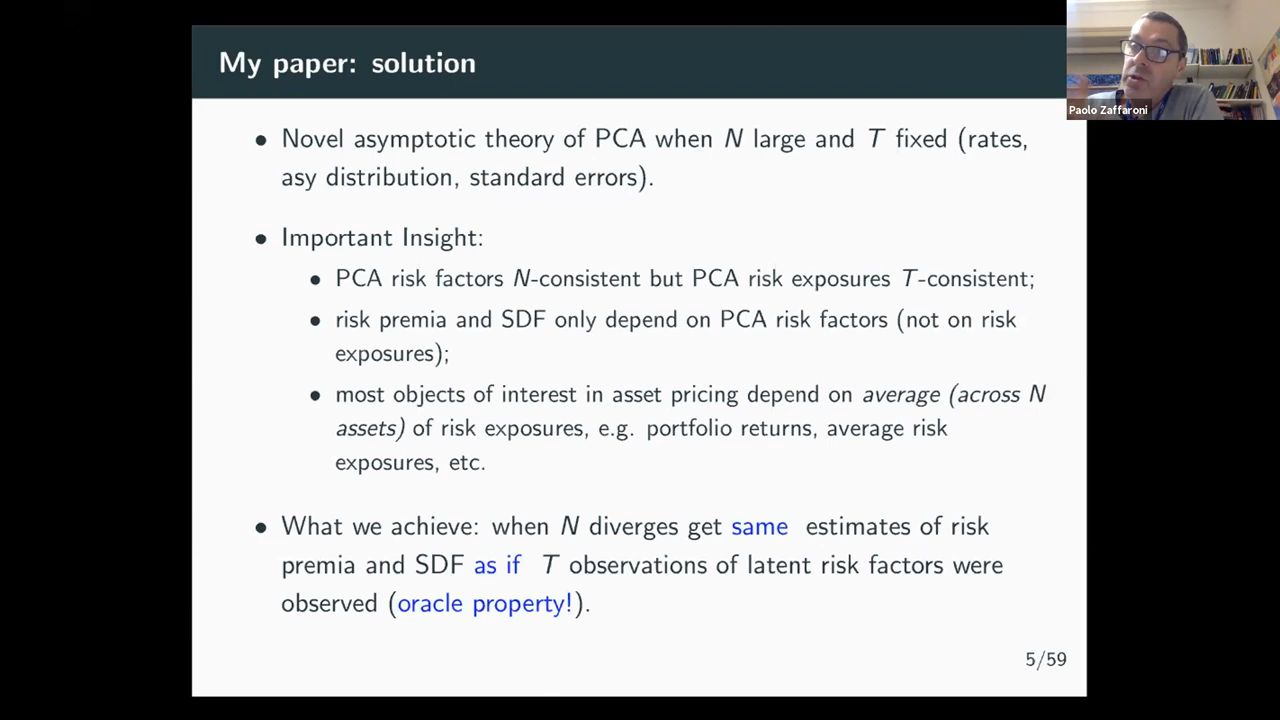 My paper: solution
Paolo Zaffaroni
• Novel asymptotic theory of PCA when N large and T fixed (rates,
asy distribution, standard errors).
• Important Insight:
• PCA risk factors N-consistent but PCA risk exposures T-consistent;
• risk premia and SDF only depend on PCA risk factors (not on risk
exposures);
• most objects of interest in asset pricing depend on average (across N
assets) of risk exposures, e.g. portfolio returns, average risk
exposures, etc.
• What we achieve: when N diverges get same estimates of risk
premia and SDF as if T observations of latent risk factors were
observed (oracle property!).
5/59